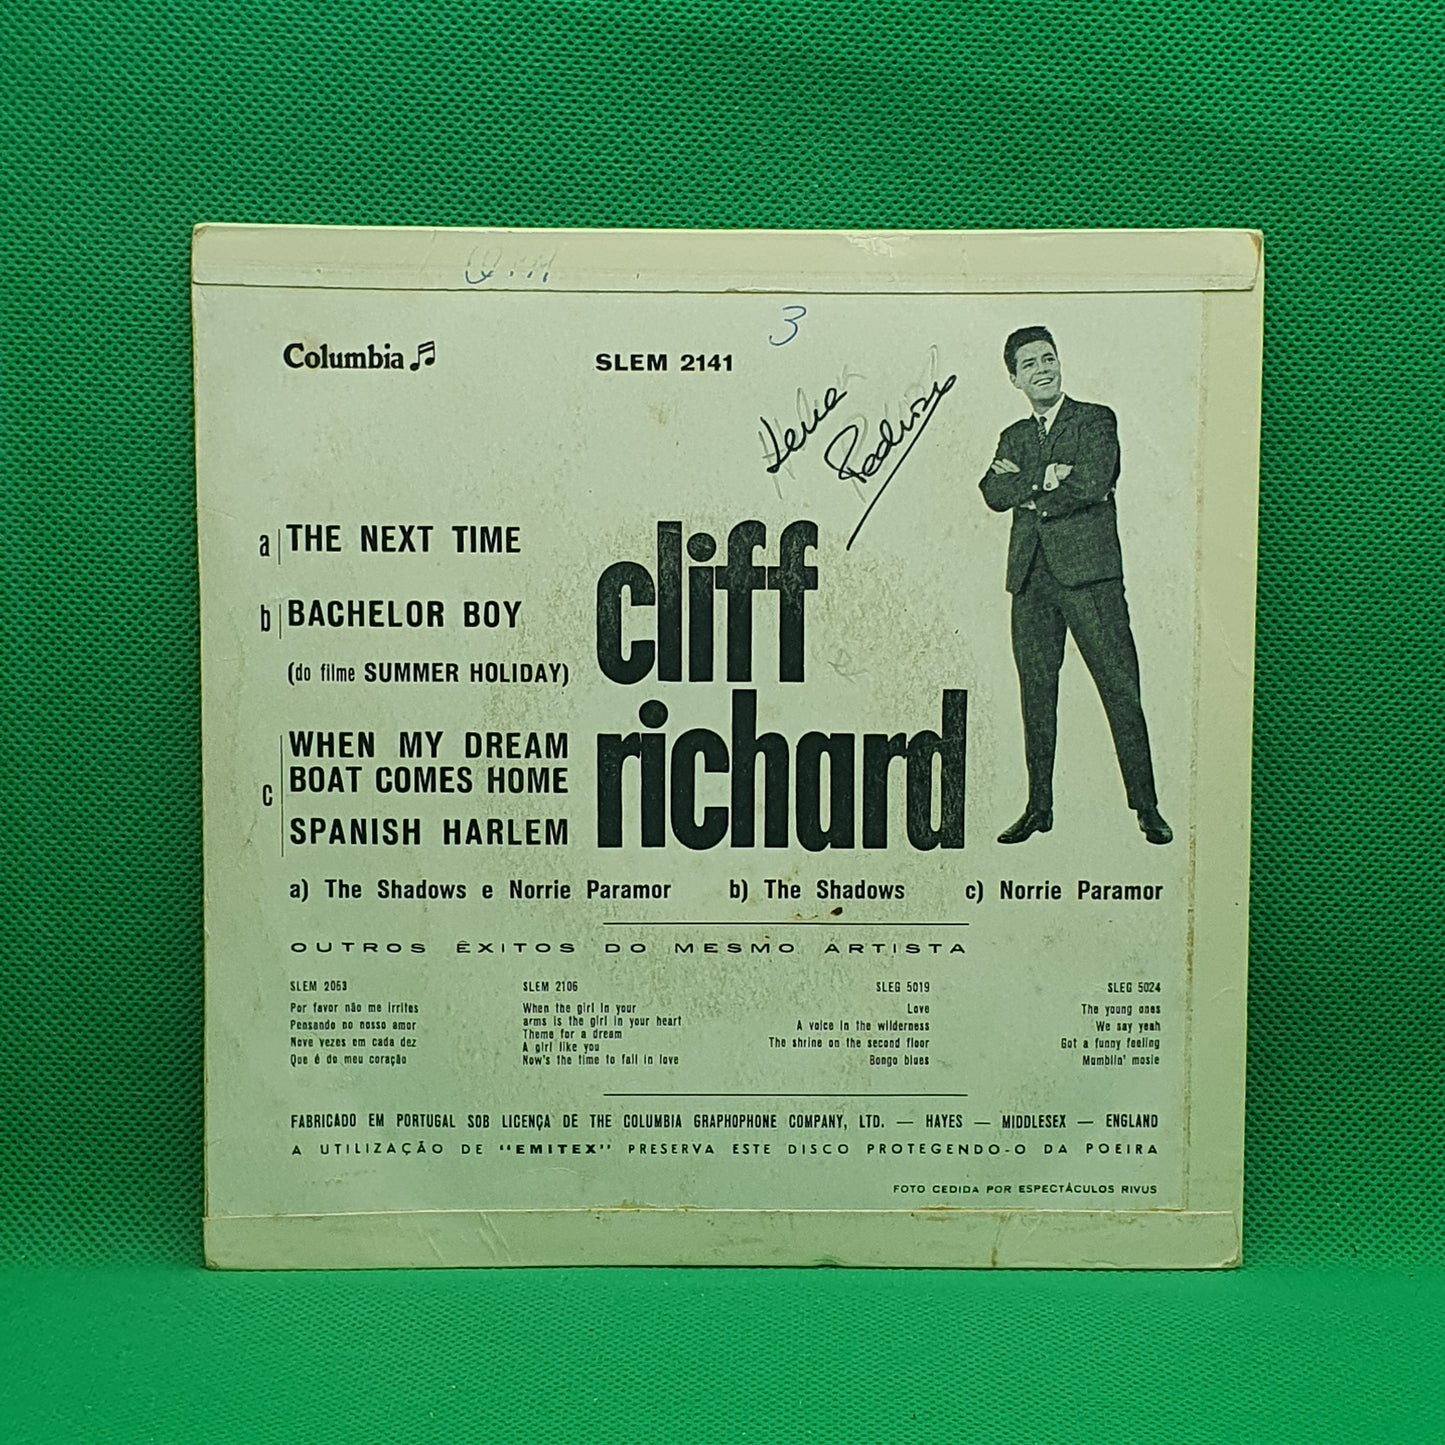 3
Columbia
SLEM 2141
a THE NEXT TIME
b BACHELOR BOY
(do filme SUMMER HOLIDAY)
c WHEN MY DREAM
BOAT COMES HOME
SPANISH HARLEM
cliff
richard
a) The Shadows e Norrie Paramor b) The Shadows c) Norrie Paramor
OUTROS ÊXITOS DO MESMO ARTISTA
SLEM 2063
Por favor não me irrites
Pensando no nosso amor
Nove vezes em cada dez
Que é do meu coração
SLEM 2106
When the girl in your
arms is the girl in your heart
Theme for a dream
A girl like you
Now's the time to fall in love
SLEG 5019
Love
A voice in the wilderness
The shrine on the second floor
Bongo blues
SLEG 5024
The young ones
We say yeah
Got a funny feeling
Mumblin' mosie
FABRICADO EM PORTUGAL SOB LICENÇA DE THE COLUMBIA GRAPHOPHONE COMPANY, LTD. — HAYES — MIDDLESEX — ENGLAND
A UTILIZAÇÃO DE "EMITEX" PRESERVA ESTE DISCO PROTEGENDO-O DA POEIRA
FOTO CEDIDA POR ESPECTÁCULOS RIVUS